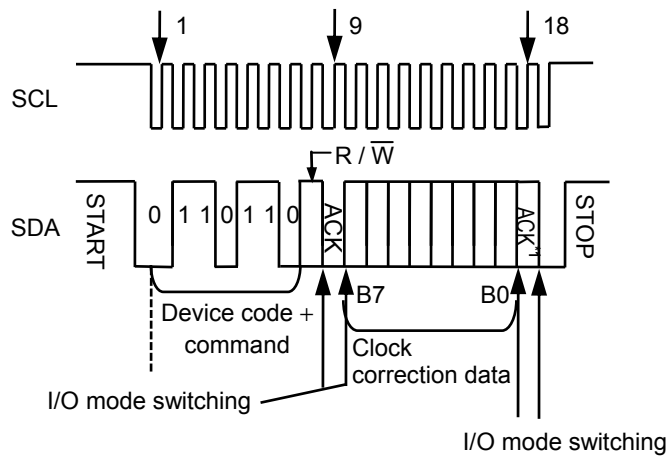 1 9 18
SCL
R / W
SDA
START
0 1 1 0 1 1 0
ACK
ACK*1
STOP
B7 B0
Device code +
command
Clock
correction data
I/O mode switching
I/O mode switching